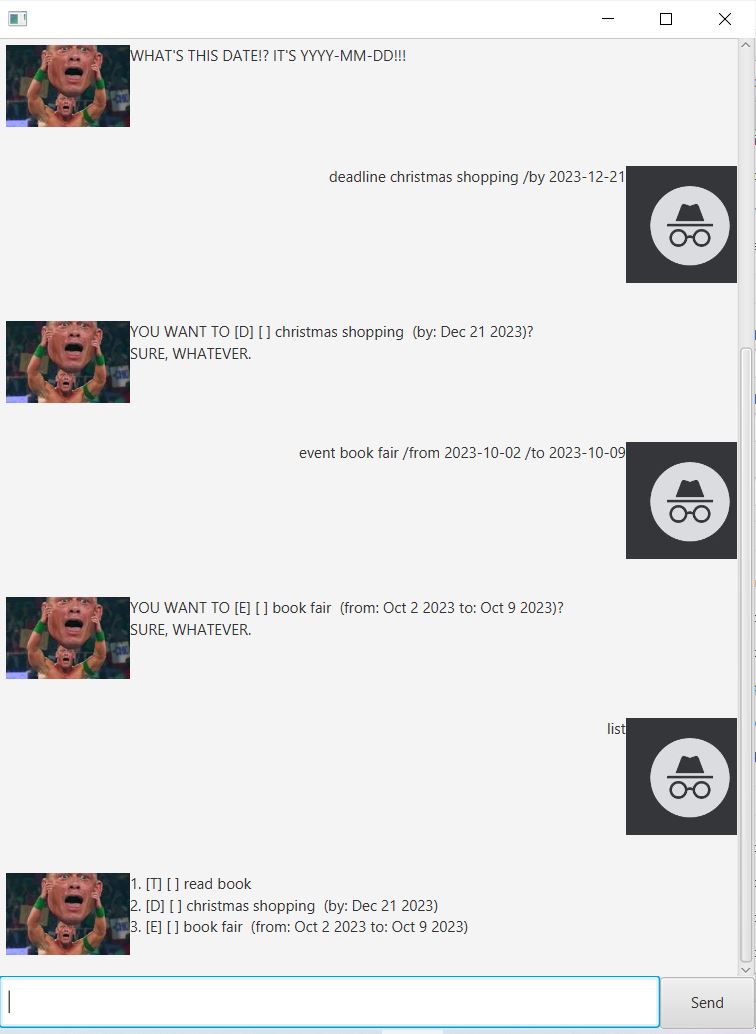 WHAT'S THIS DATE!? IT'S YYYY-MM-DD!!!
deadline christmas shopping /by 2023-12-21
YOU WANT TO [D] [ ] christmas shopping  (by: Dec 21 2023)?
SURE, WHATEVER.
event book fair /from 2023-10-02 /to 2023-10-09
YOU WANT TO [E] [ ] book fair  (from: Oct 2 2023 to: Oct 9 2023)?
SURE, WHATEVER.
list
1. [T] [ ] read book
2. [D] [ ] christmas shopping  (by: Dec 21 2023)
3. [E] [ ] book fair  (from: Oct 2 2023 to: Oct 9 2023)
Send